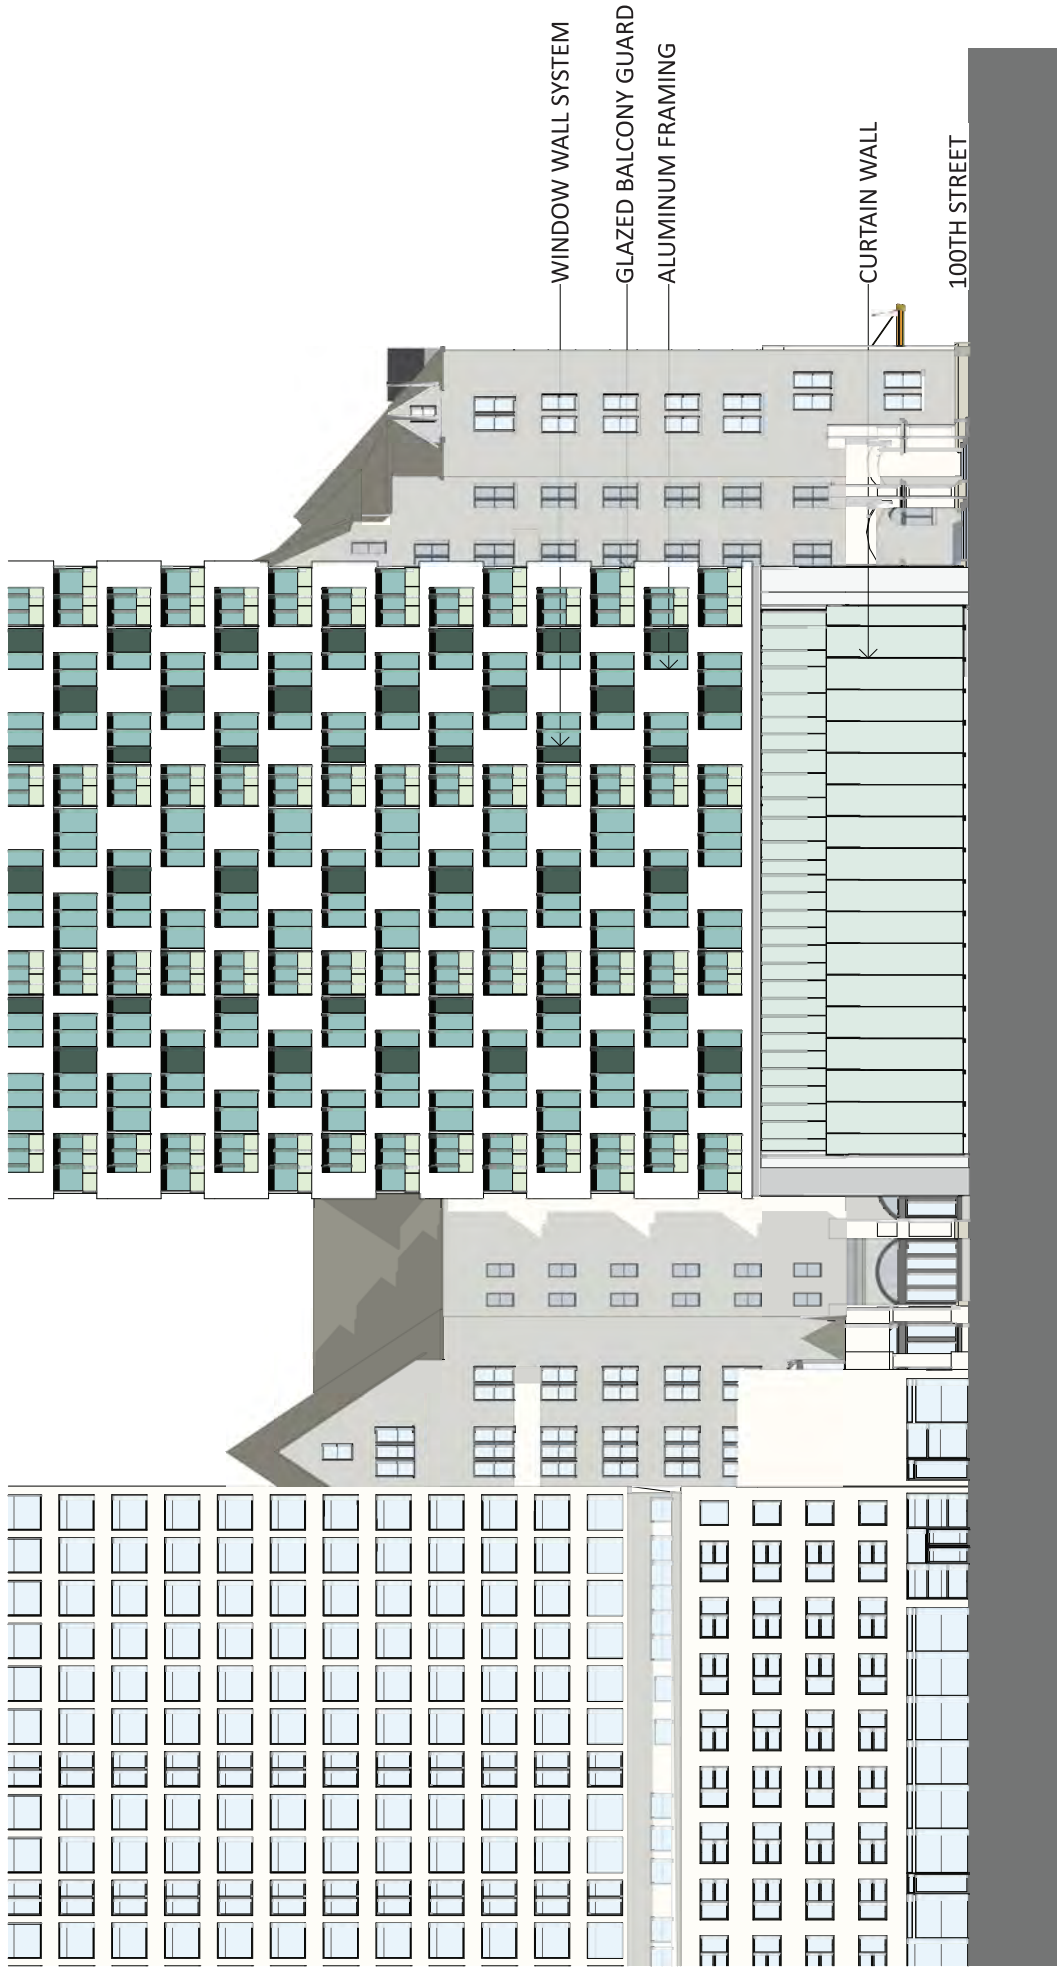 WINDOW WALL SYSTEM
GLAZED BALCONY GUARD
ALUMINUM FRAMING
CURTAIN WALL
100TH STREET